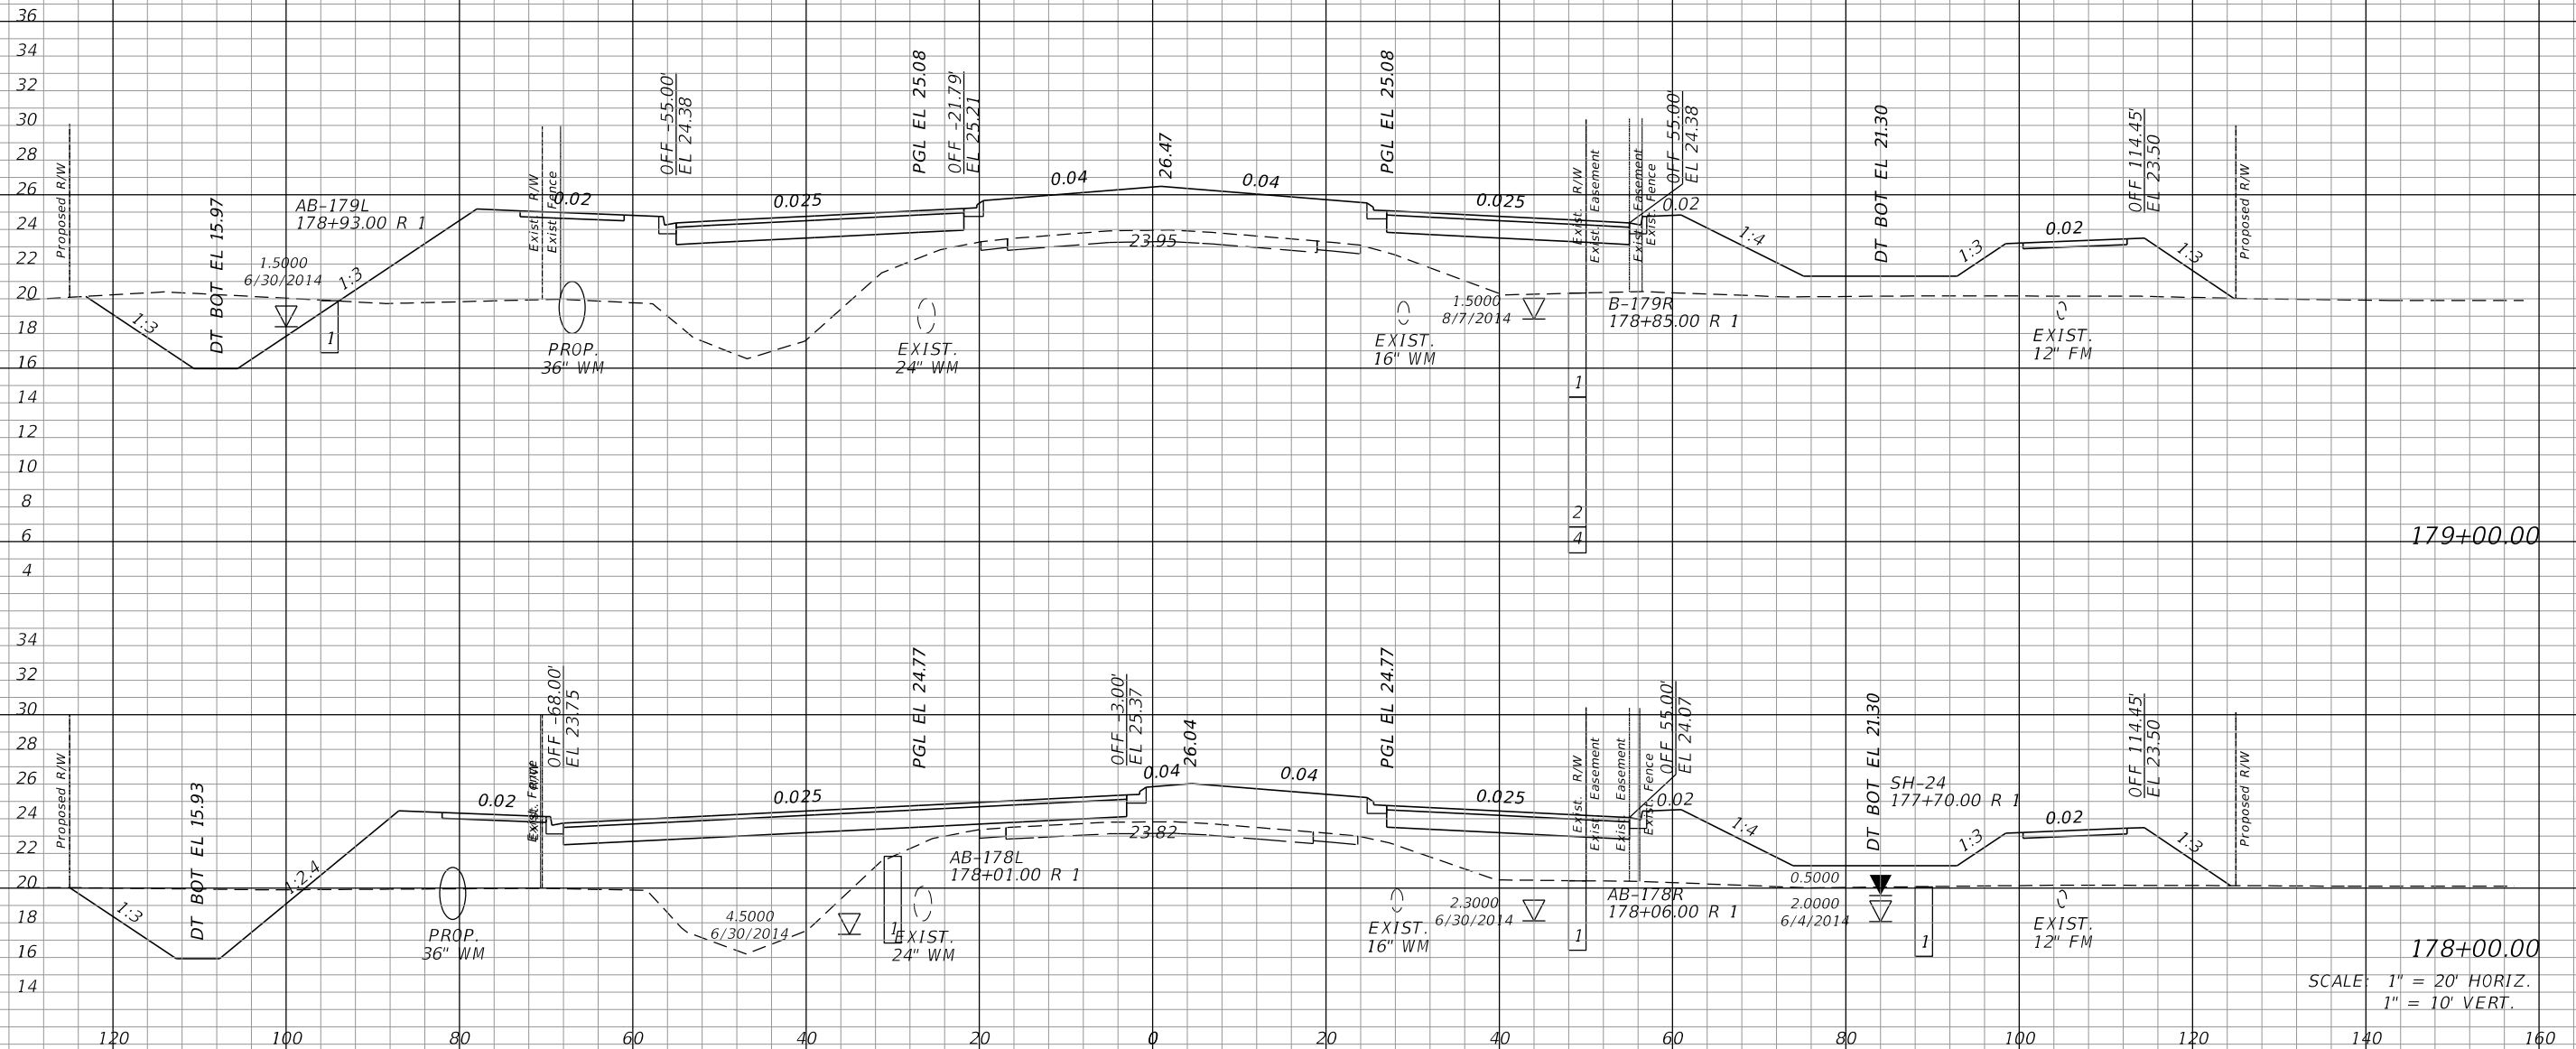 36
34
32
30
28
26
24
22
20
18
16
14
12
10
8
6
4
Proposed R/W
DT BOT EL 15.97
AB-179L
178+93.00 R 1
1.5000
6/30/2014
1:3
1:3
1
Exist. R/W
Exist. Fence
0.02
PROP.
36" WM
OFF -55.00'
EL 24.38
0.025
PGL EL 25.08
OFF -21.79'
EL 25.21
EXIST.
24" WM
0.04
26.47
0.04
23.95
PGL EL 25.08
EXIST.
16" WM
0.025
1.5000
8/7/2014
Exist. R/W
Exist. Easement
Exist. Easement
Exist. Fence
OFF 55.00'
EL 24.38
0.02
B-179R
178+85.00 R 1
1
2
4
1:4
DT BOT EL 21.30
1:3
0.02
EXIST.
12" FM
OFF 114.45'
EL 23.50
1:3
Proposed R/W
179+00.00
34
32
30
28
26
24
22
20
18
16
14
Proposed R/W
1:3
DT BOT EL 15.93
1:2.4
0.02
PROP.
36" WM
Exist. R/W
Exist. Fence
OFF -68.00'
EL 23.75
0.025
4.5000
6/30/2014
PGL EL 24.77
AB-178L
178+01.00 R 1
1
EXIST.
24" WM
OFF -3.00'
EL 25.37
0.04
26.04
0.04
23.82
PGL EL 24.77
EXIST.
16" WM
0.025
2.3000
6/30/2014
Exist. R/W
Exist. Easement
Exist. Easement
Exist. Fence
OFF 55.00'
EL 24.07
0.02
AB-178R
178+06.00 R 1
1
1:4
DT BOT EL 21.30
SH-24
177+70.00 R 1
0.5000
2.0000
6/4/2014
1
1:3
0.02
EXIST.
12" FM
OFF 114.45'
EL 23.50
1:3
Proposed R/W
178+00.00
SCALE: 1" = 20' HORIZ.
1" = 10' VERT.
120 100 80 60 40 20 0 20 40 60 80 100 120 140 160